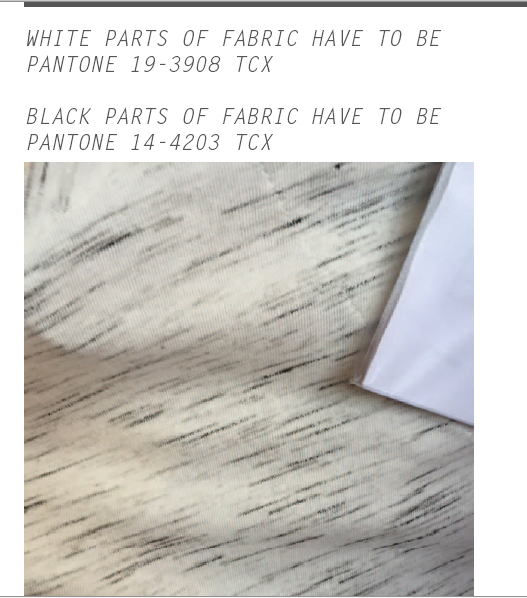 WHITE PARTS OF FABRIC HAVE TO BE
PANTONE 19-3908 TCX
BLACK PARTS OF FABRIC HAVE TO BE
PANTONE 14-4203 TCX